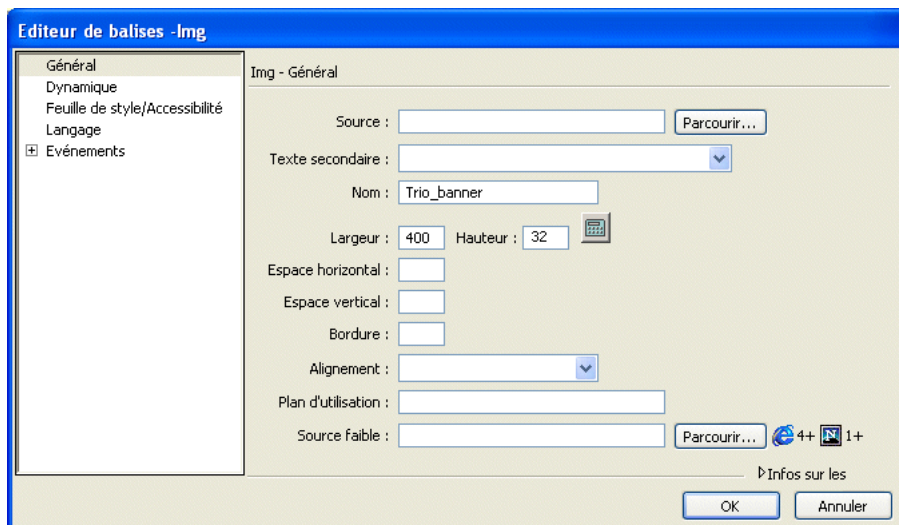 Editeur de balises -Img
Général
Dynamique
Feuille de style/Accessibilité
Langage
Evénements
Img - Général
Source :
Parcourir...
Texte secondaire :
Nom : Trio_banner
Largeur : 400 Hauteur : 32
Espace horizontal :
Espace vertical :
Bordure :
Alignement :
Plan d'utilisation :
Source faible :
Parcourir... 4+ N 1+
Infos sur les
OK Annuler